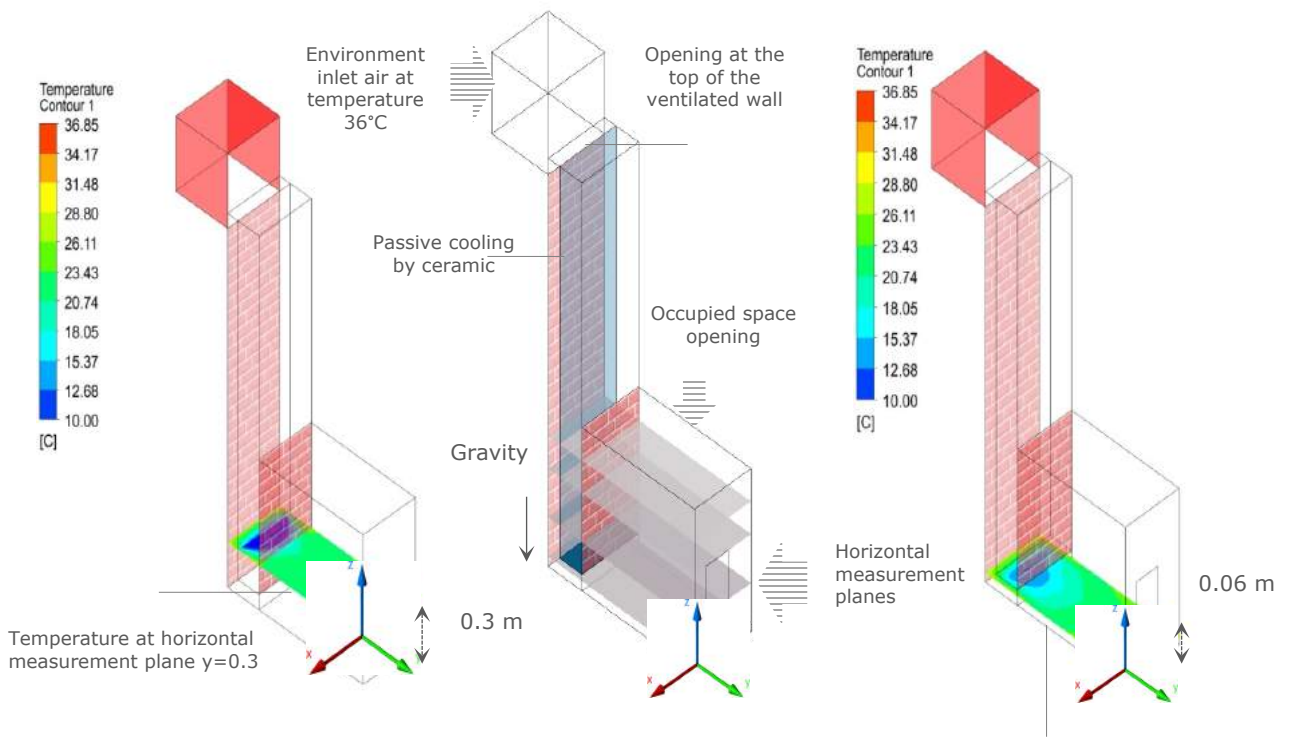 Temperature
Contour 1
36.85
34.17
31.48
28.80
26.11
23.43
20.74
18.05
15.37
12.68
10.00
[C]
Environment
inlet air at
temperature
36°C
Opening at the
top of the
ventilated wall
Passive cooling
by ceramic
Occupied space
opening
Gravity
Horizontal
measurement
planes
0.3 m
Temperature at horizontal
measurement plane y=0.3
z
x
z
x
y
Temperature
Contour 1
36.85
34.17
31.48
28.80
26.11
23.43
20.74
18.05
15.37
12.68
10.00
[C]
0.06 m
z
x
y